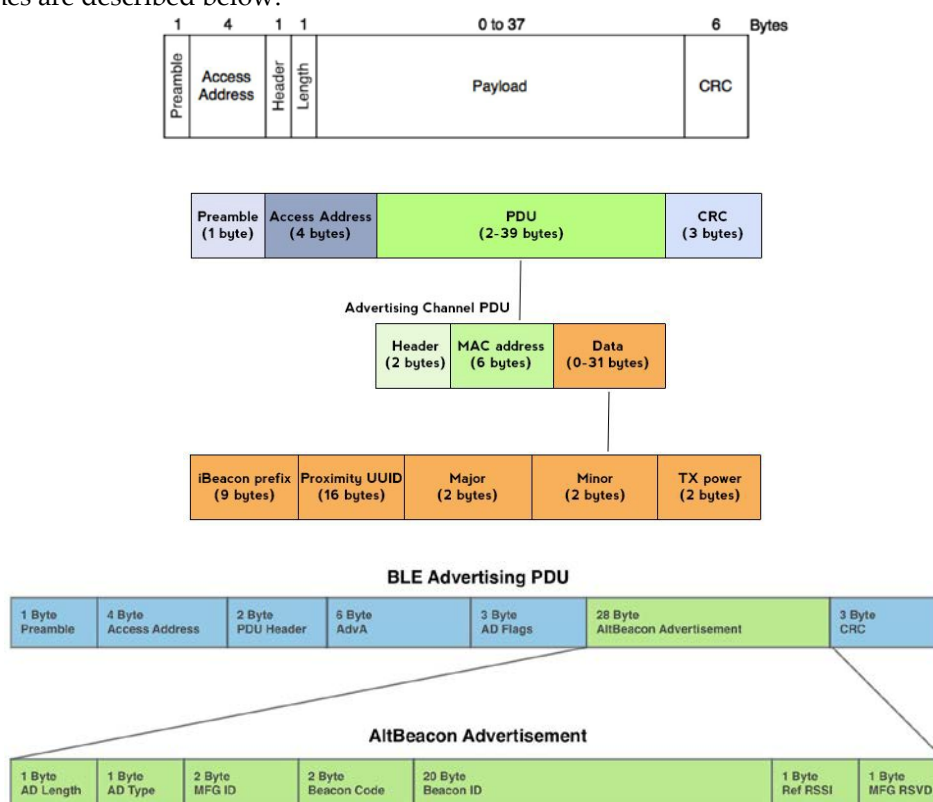 nes are described below:
1 4 1 1 0 to 37 6 Bytes
Preamble Access Address Header Length Payload CRC
Preamble Access Address PDU CRC
(1 byte) (4 bytes) (2-39 bytes) (3 bytes)
Advertising Channel PDU
Header MAC address Data
(2 bytes) (6 bytes) (0-31 bytes)
iBeacon prefix Proximity UUID Major Minor TX power
(9 bytes) (16 bytes) (2 bytes) (2 bytes) (2 bytes)
BLE Advertising PDU
1 Byte 4 Byte 2 Byte 6 Byte 3 Byte 28 Byte 3 Byte
Preamble Access Address PDU Header AdvA AD Flags AltBeacon Advertisement CRC
AltBeacon Advertisement
1 Byte 1 Byte 2 Byte 2 Byte 20 Byte 1 Byte 1 Byte
AD Length AD Type MFG ID Beacon Code Beacon ID Ref RSSI MFG RSVD